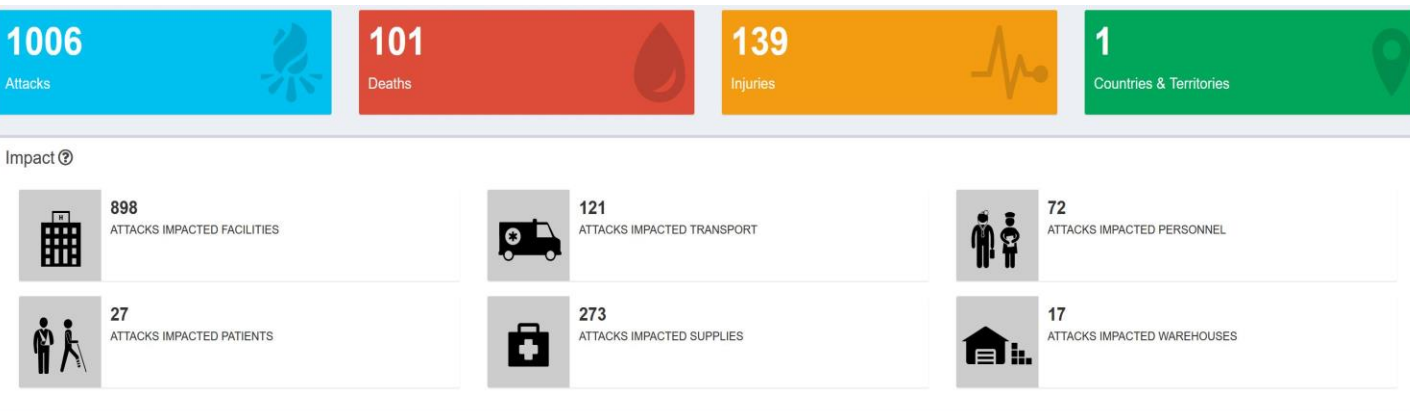 1006
Attacks
101
Deaths
139
Injuries
1
Countries & Territories
Impact ?
898
ATTACKS IMPACTED FACILITIES
121
ATTACKS IMPACTED TRANSPORT
72
ATTACKS IMPACTED PERSONNEL
27
ATTACKS IMPACTED PATIENTS
273
ATTACKS IMPACTED SUPPLIES
17
ATTACKS IMPACTED WAREHOUSES
H